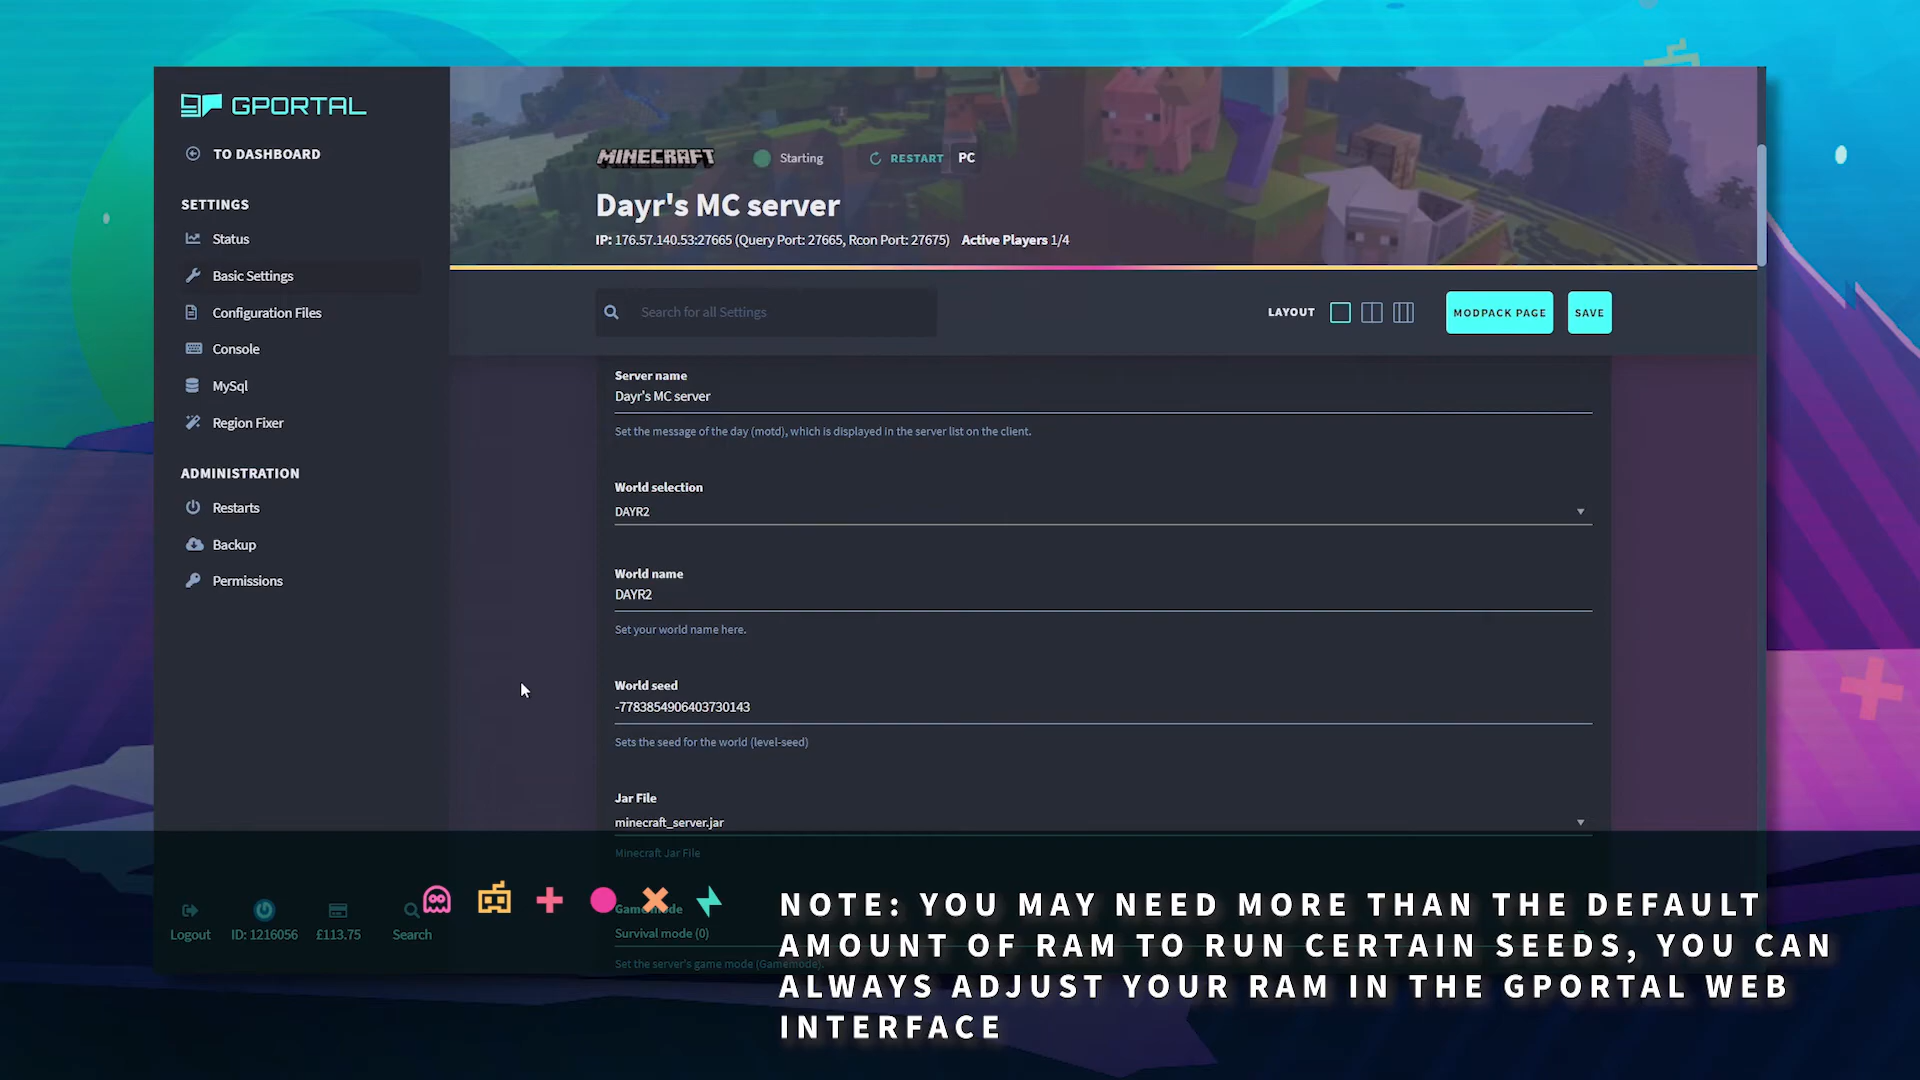 GPORTAL
TO DASHBOARD
SETTINGS
Status
Basic Settings
Configuration Files
Console
MySql
Region Fixer
ADMINISTRATION
Restarts
Backup
Permissions
Logout
ID: 1216056
£113.75
Search
MINECRAFT
Starting
RESTART
PC
Dayr's MC server
IP: 176.57.140.53:27665 (Query Port: 27665, Rcon Port: 27675) Active Players 1/4
Search for all Settings
LAYOUT
MODPACK PAGE
SAVE
Server name
Dayr's MC server
Set the message of the day (motd), which is displayed in the server list on the client.
World selection
DAYR2
World name
DAYR2
Set your world name here.
World seed
-7783854906403730143
Sets the seed for the world (level-seed)
Jar File
minecraft_server.jar
Minecraft Jar File
Gamemode
Survival mode (0)
Set the server's game mode (Gamemode).
NOTE: YOU MAY NEED MORE THAN THE DEFAULT
AMOUNT OF RAM TO RUN CERTAIN SEEDS, YOU CAN
ALWAYS ADJUST YOUR RAM IN THE GPORTAL WEB
INTERFACE